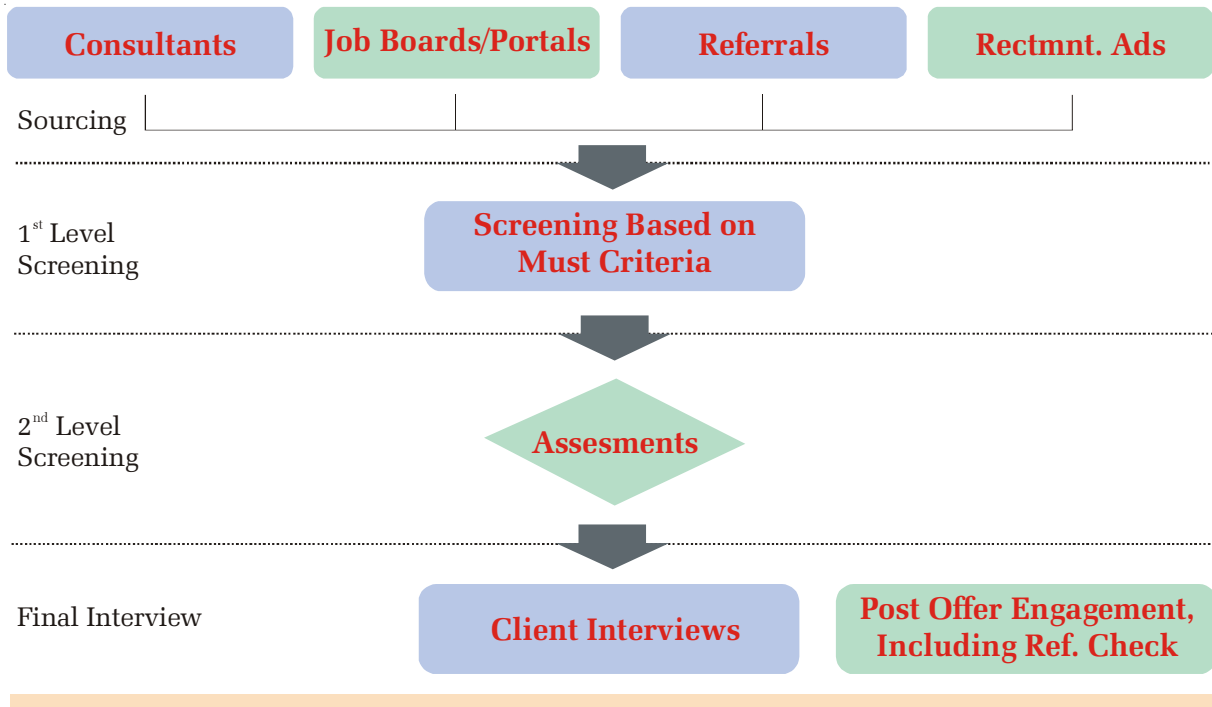 Consultants
Job Boards/Portals
Referrals
Rectmnt. Ads
Sourcing
1st Level
Screening
Screening Based on
Must Criteria
2nd Level
Screening
Assesments
Final Interview
Client Interviews
Post Offer Engagement,
Including Ref. Check